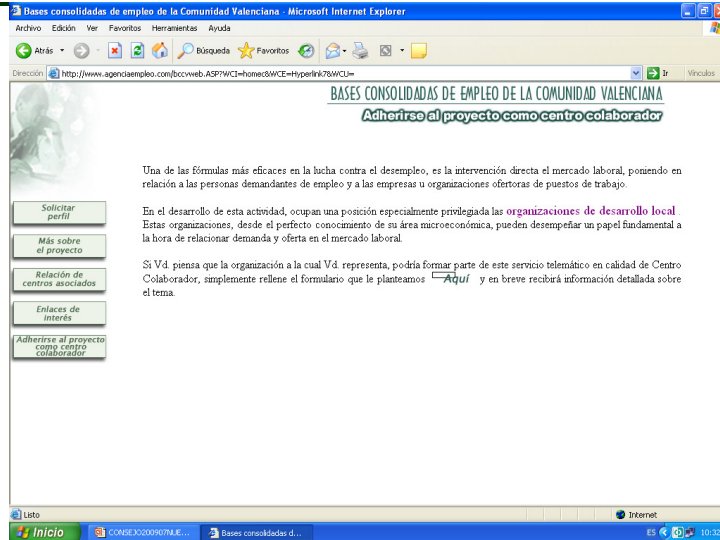 Bases consolidadas de empleo de la Comunidad Valenciana - Microsoft Internet Explorer
Archivo Edición Ver Favoritos Herramientas Ayuda
Atrás Búsqueda Favoritos
Dirección http://www.agenciaempleo.com/bccvweb.ASP?WCI=homec&WCE=Hyperlink7&WCU= Ir Vínculos
BASES CONSOLIDADAS DE EMPLEO DE LA COMUNIDAD VALENCIANA
Adherirse al proyecto como centro colaborador
Una de las fórmulas más eficaces en la lucha contra el desempleo, es la intervención directa el mercado laboral, poniendo en
relación a las personas demandantes de empleo y a las empresas u organizaciones ofertoras de puestos de trabajo.
En el desarrollo de esta actividad, ocupan una posición especialmente privilegiada las organizaciones de desarrollo local .
Estas organizaciones, desde el perfecto conocimiento de su área microeconómica, pueden desempeñar un papel fundamental a
la hora de relacionar demanda y oferta en el mercado laboral.
Si Vd. piensa que la organización a la cual Vd. representa, podría formar parte de este servicio telemático en calidad de Centro
Colaborador, simplemente rellene el formulario que le planteamos Aquí y en breve recibirá información detallada sobre
el tema.
Solicitar
perfil
Más sobre
el proyecto
Relación de
centros asociados
Enlaces de
interés
Adherirse al proyecto
como centro
colaborador
Listo Internet
Inicio CONSEJO200907NUE... Bases consolidadas d... ES 10:32